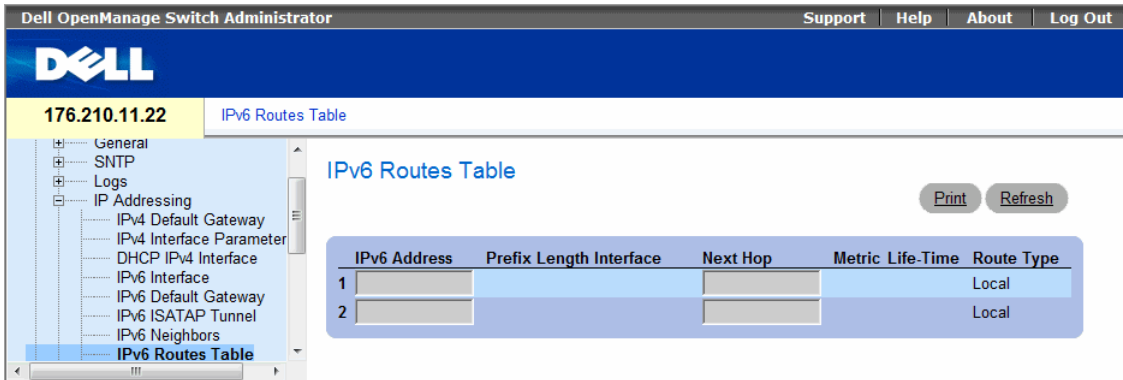 Dell OpenManage Switch Administrator Support Help About Log Out
DELL
176.210.11.22 IPv6 Routes Table
General
SNTP
Logs
IP Addressing
IPv4 Default Gateway
IPv4 Interface Parameter
DHCP IPv4 Interface
IPv6 Interface
IPv6 Default Gateway
IPv6 ISATAP Tunnel
IPv6 Neighbors
IPv6 Routes Table
IPv6 Routes Table
Print Refresh
IPv6 Address Prefix Length Interface Next Hop Metric Life-Time Route Type
1 Local
2 Local